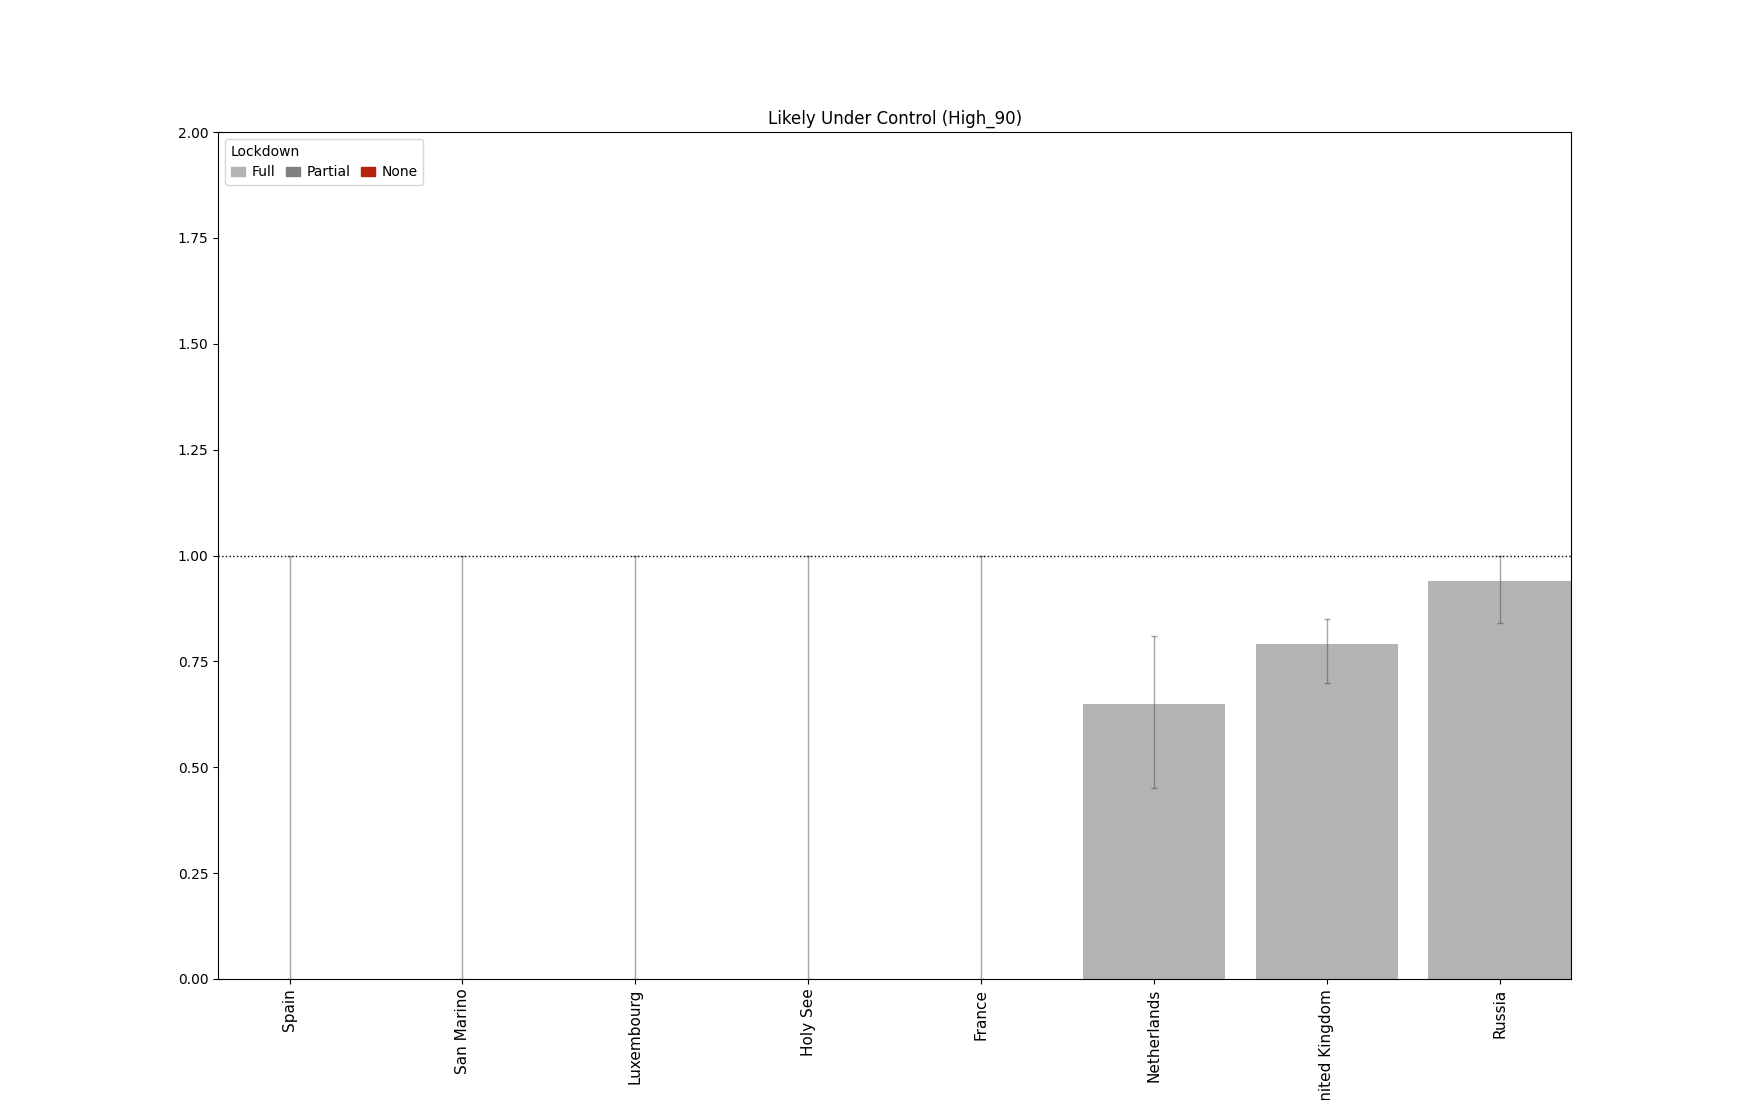 Likely Under Control (High_90)
Lockdown
Full Partial None
2.00
1.75
1.50
1.25
1.00
0.75
0.50
0.25
0.00
Spain
San Marino
Luxembourg
Holy See
France
Netherlands
nited Kingdom
Russia